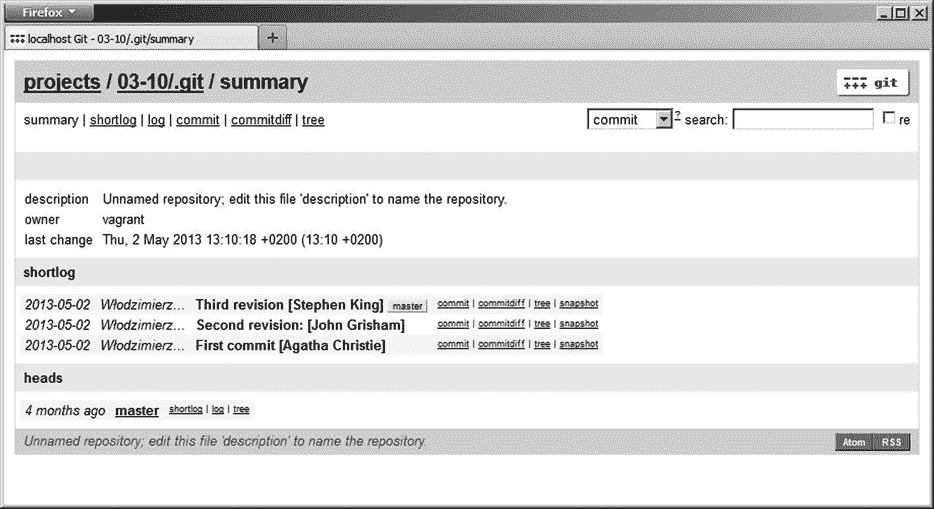 Firefox
localhost Git - 03-10/.git/summary
projects / 03-10/.git / summary
git
summary | shortlog | log | commit | commitdiff | tree
commit ? search: re
description Unnamed repository; edit this file 'description' to name the repository.
owner vagrant
last change Thu, 2 May 2013 13:10:18 +0200 (13:10 +0200)
shortlog
2013-05-02 Włodzimierz... Third revision [Stephen King] master commit | commitdiff | tree | snapshot
2013-05-02 Włodzimierz... Second revision: [John Grisham] commit | commitdiff | tree | snapshot
2013-05-02 Włodzimierz... First commit [Agatha Christie] commit | commitdiff | tree | snapshot
heads
4 months ago master shortlog | log | tree
Unnamed repository; edit this file 'description' to name the repository.
Atom RSS